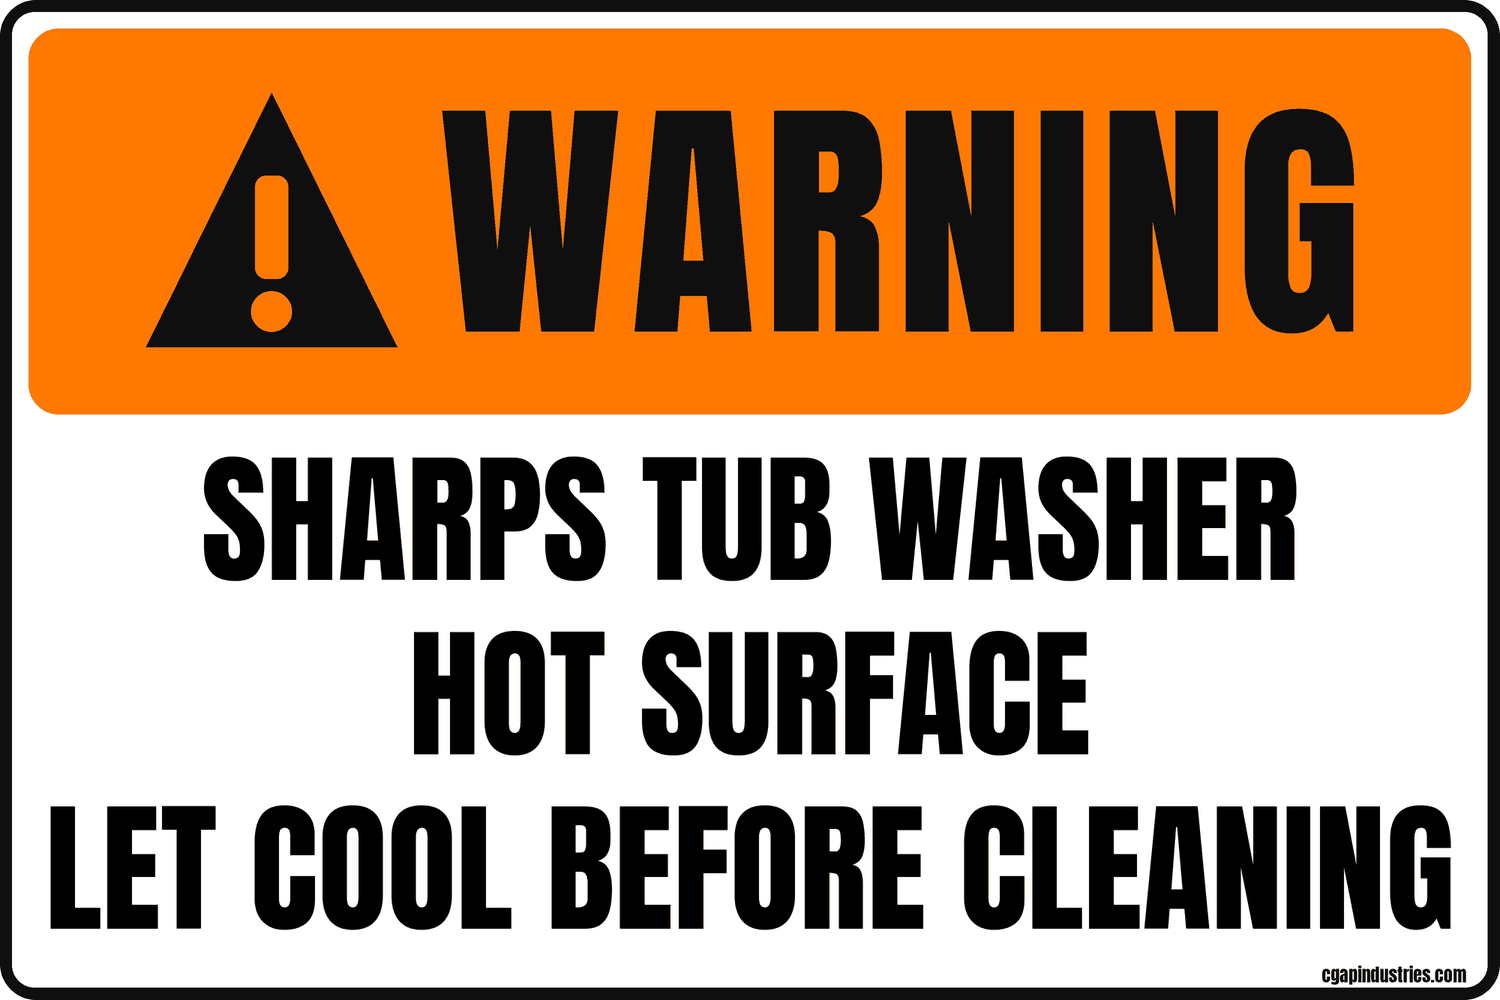 WARNING
SHARPS TUB WASHER
HOT SURFACE
LET COOL BEFORE CLEANING
cgapindustries.com